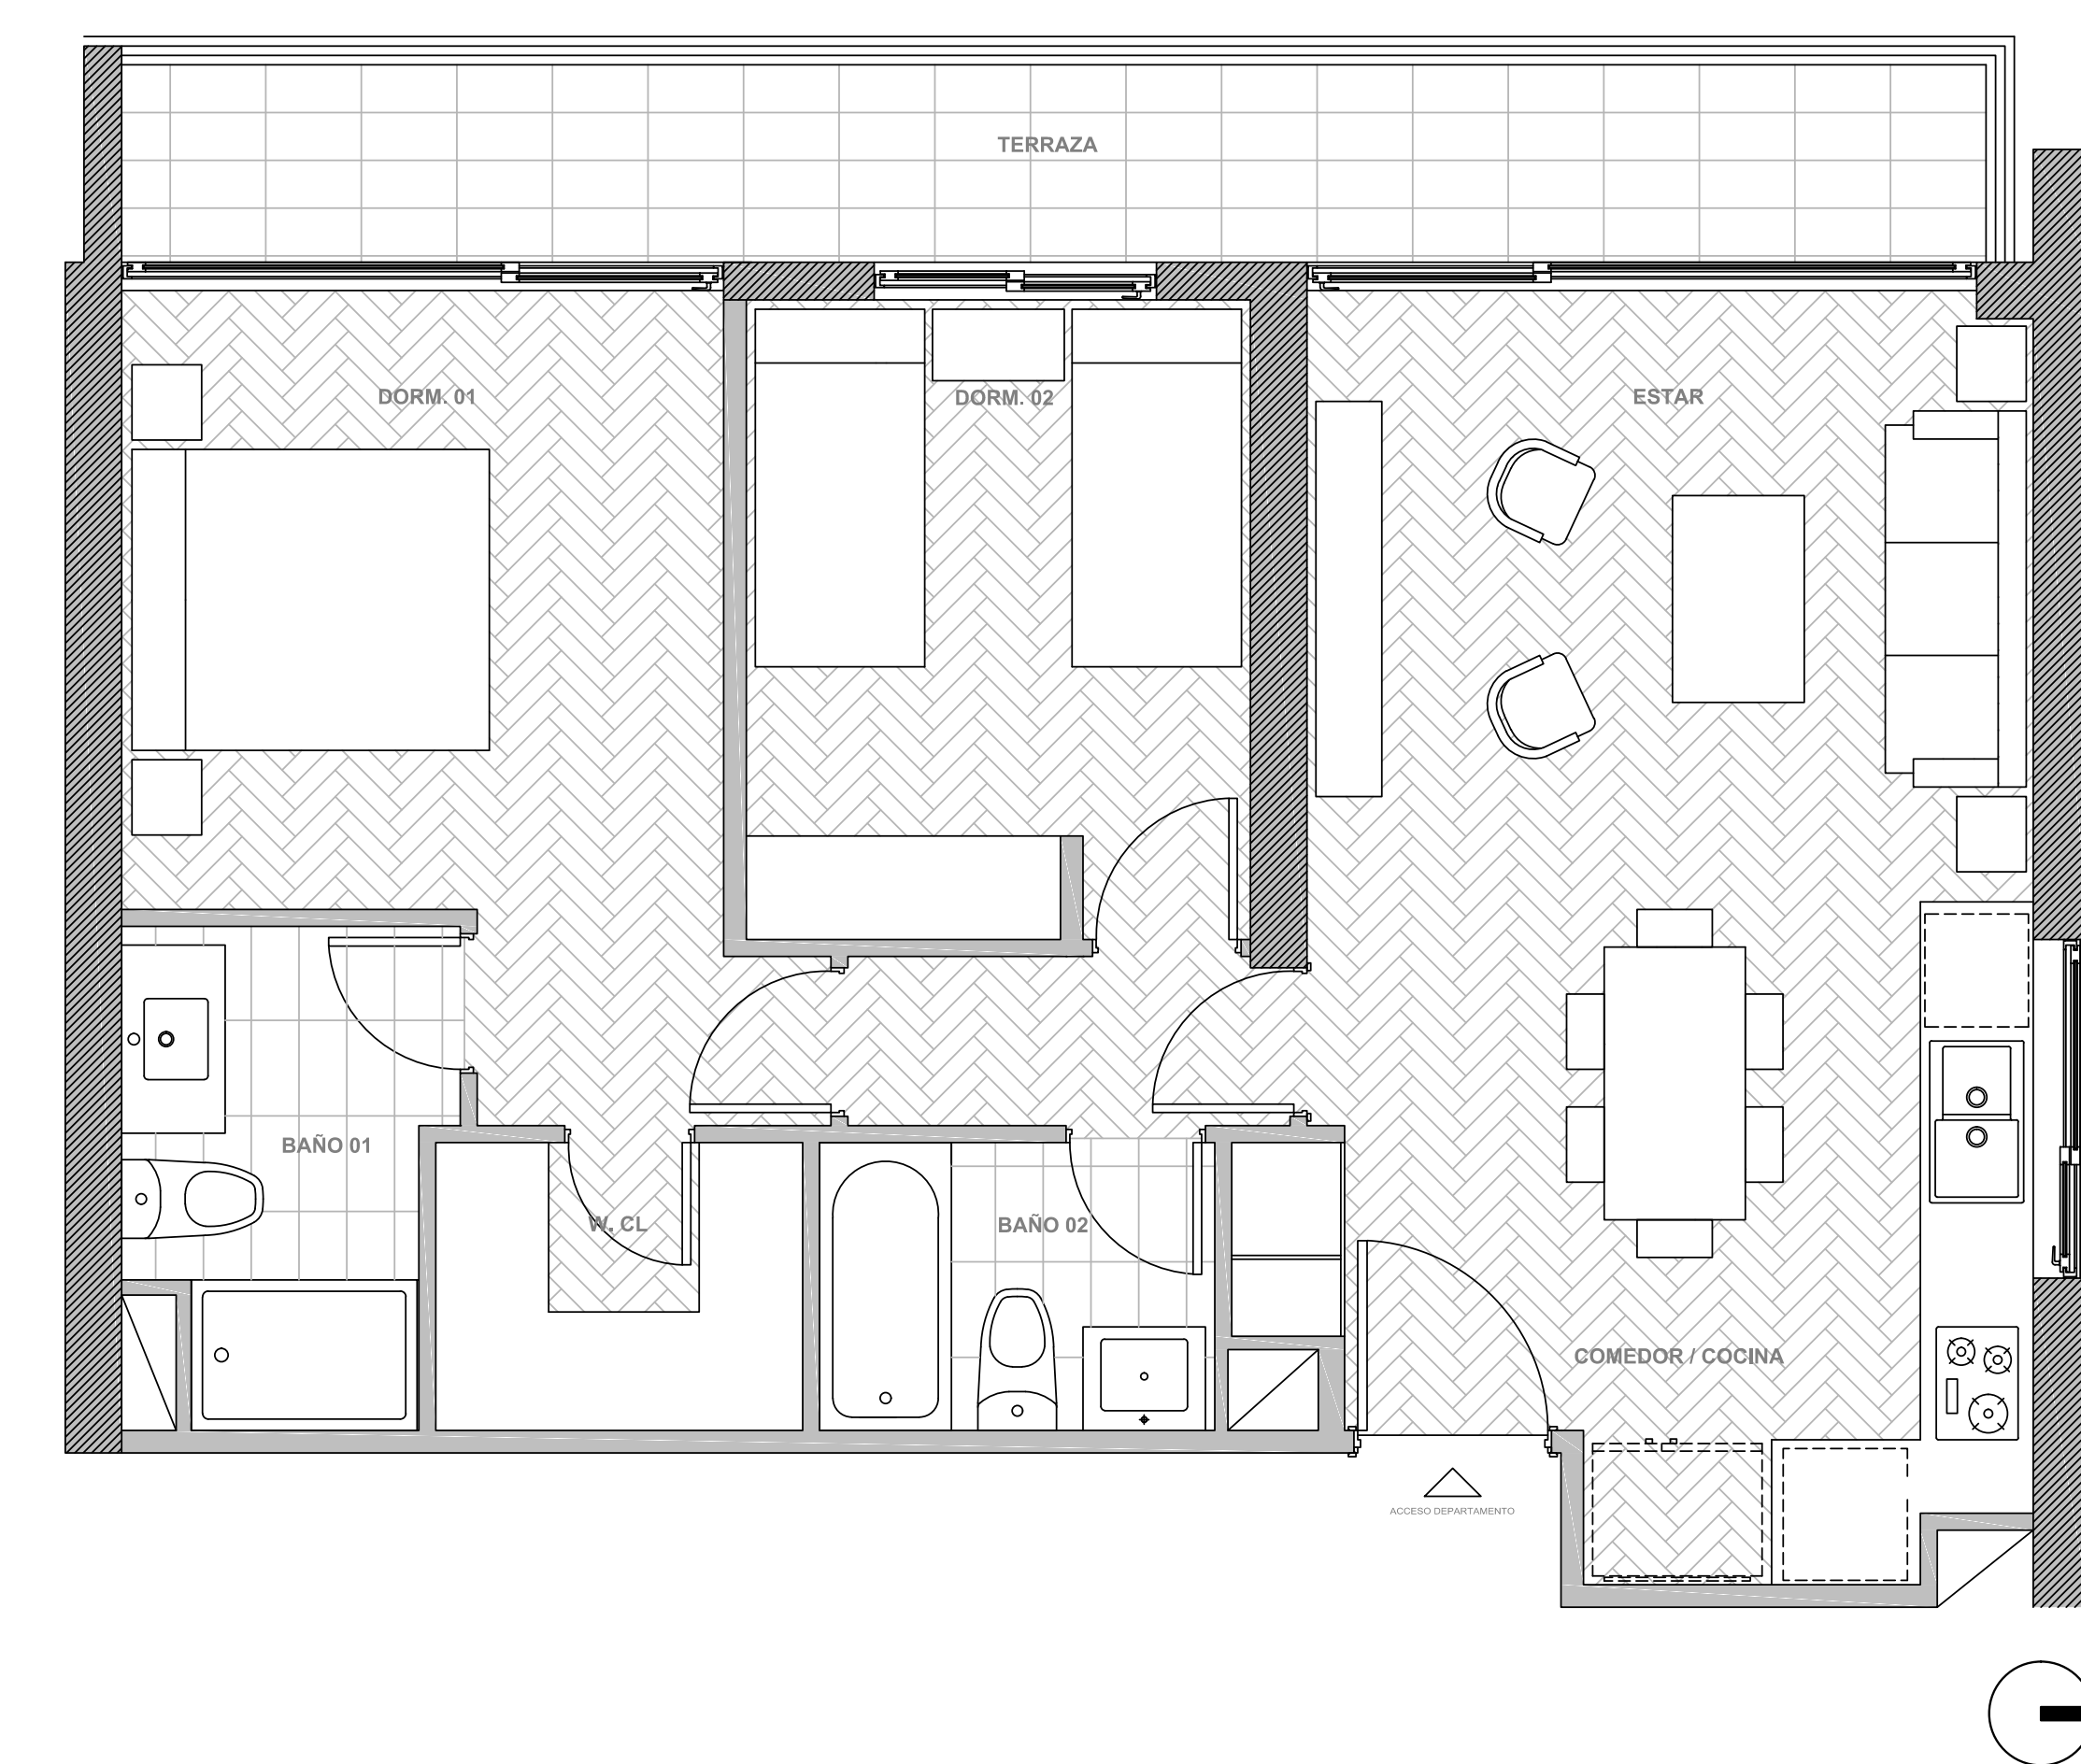 TERRAZA
DORM. 01
DORM. 02
ESTAR
BAÑO 01
W. CL
BAÑO 02
COMEDOR / COCINA
ACCESO DEPARTAMENTO